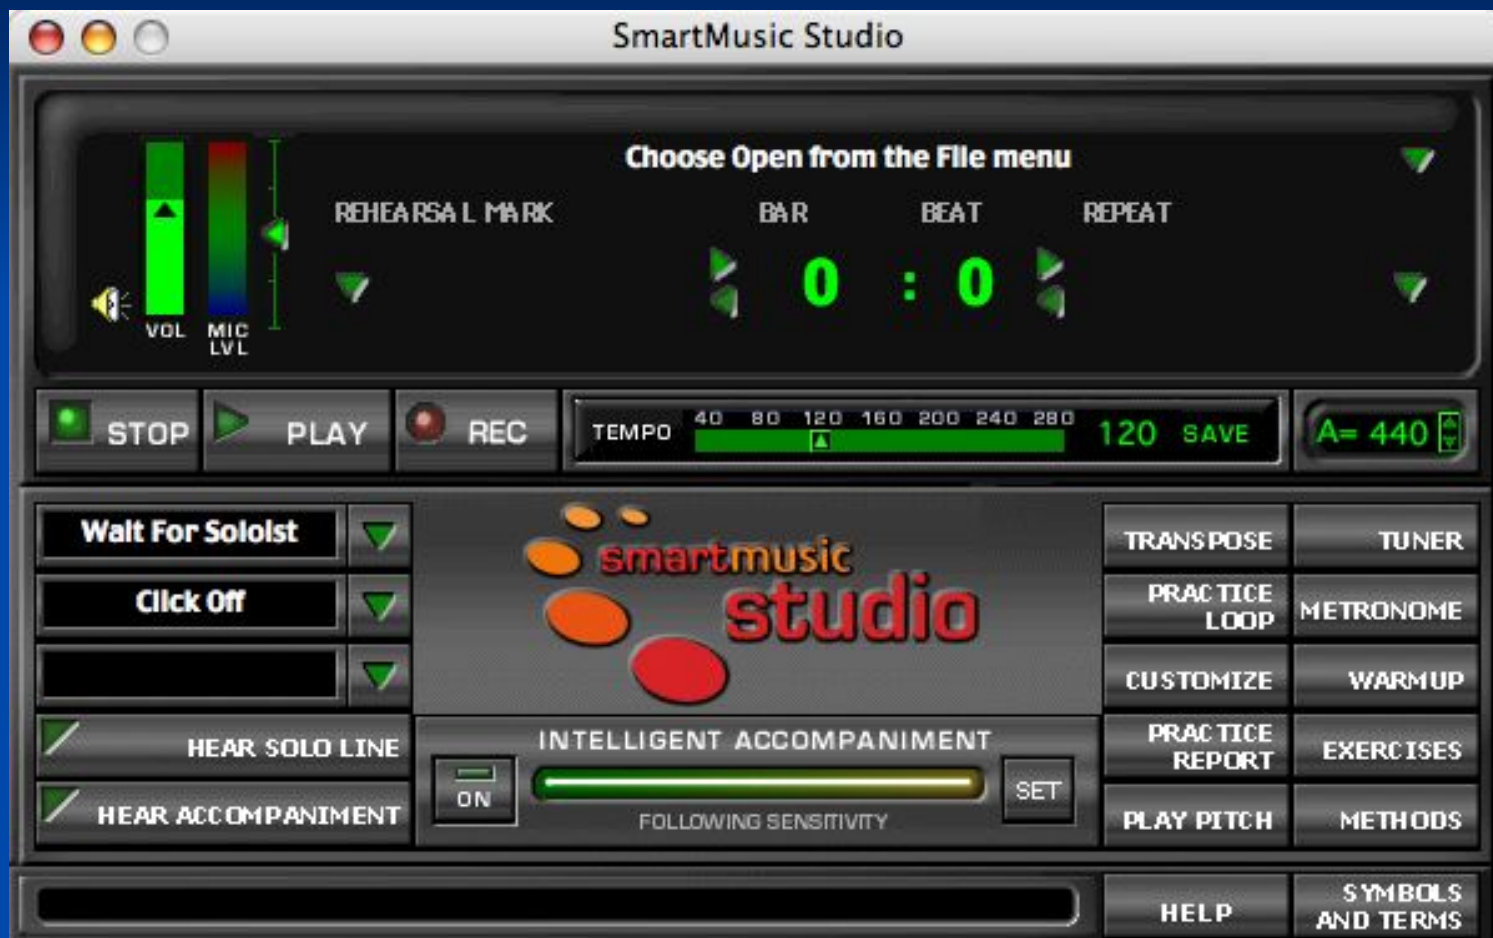 SmartMusic Studio
Choose Open from the File menu
REHEARSAL MARK BAR BEAT REPEAT
0 : 0
VOL MIC
LVL
STOP PLAY REC
TEMPO 40 80 120 160 200 240 280 120 SAVE
A= 440
Wait For Soloist
Click Off
HEAR SOLO LINE
HEAR ACCOMPANIMENT
smartmusic
studio
INTELLIGENT ACCOMPANIMENT
ON
SET
FOLLOWING SENSITIVITY
TRANSPOSE
TUNER
PRACTICE
LOOP
METRONOME
CUSTOMIZE
WARMUP
PRACTICE
REPORT
EXERCISES
PLAY PITCH
METHODS
HELP
SYMBOLS
AND TERMS